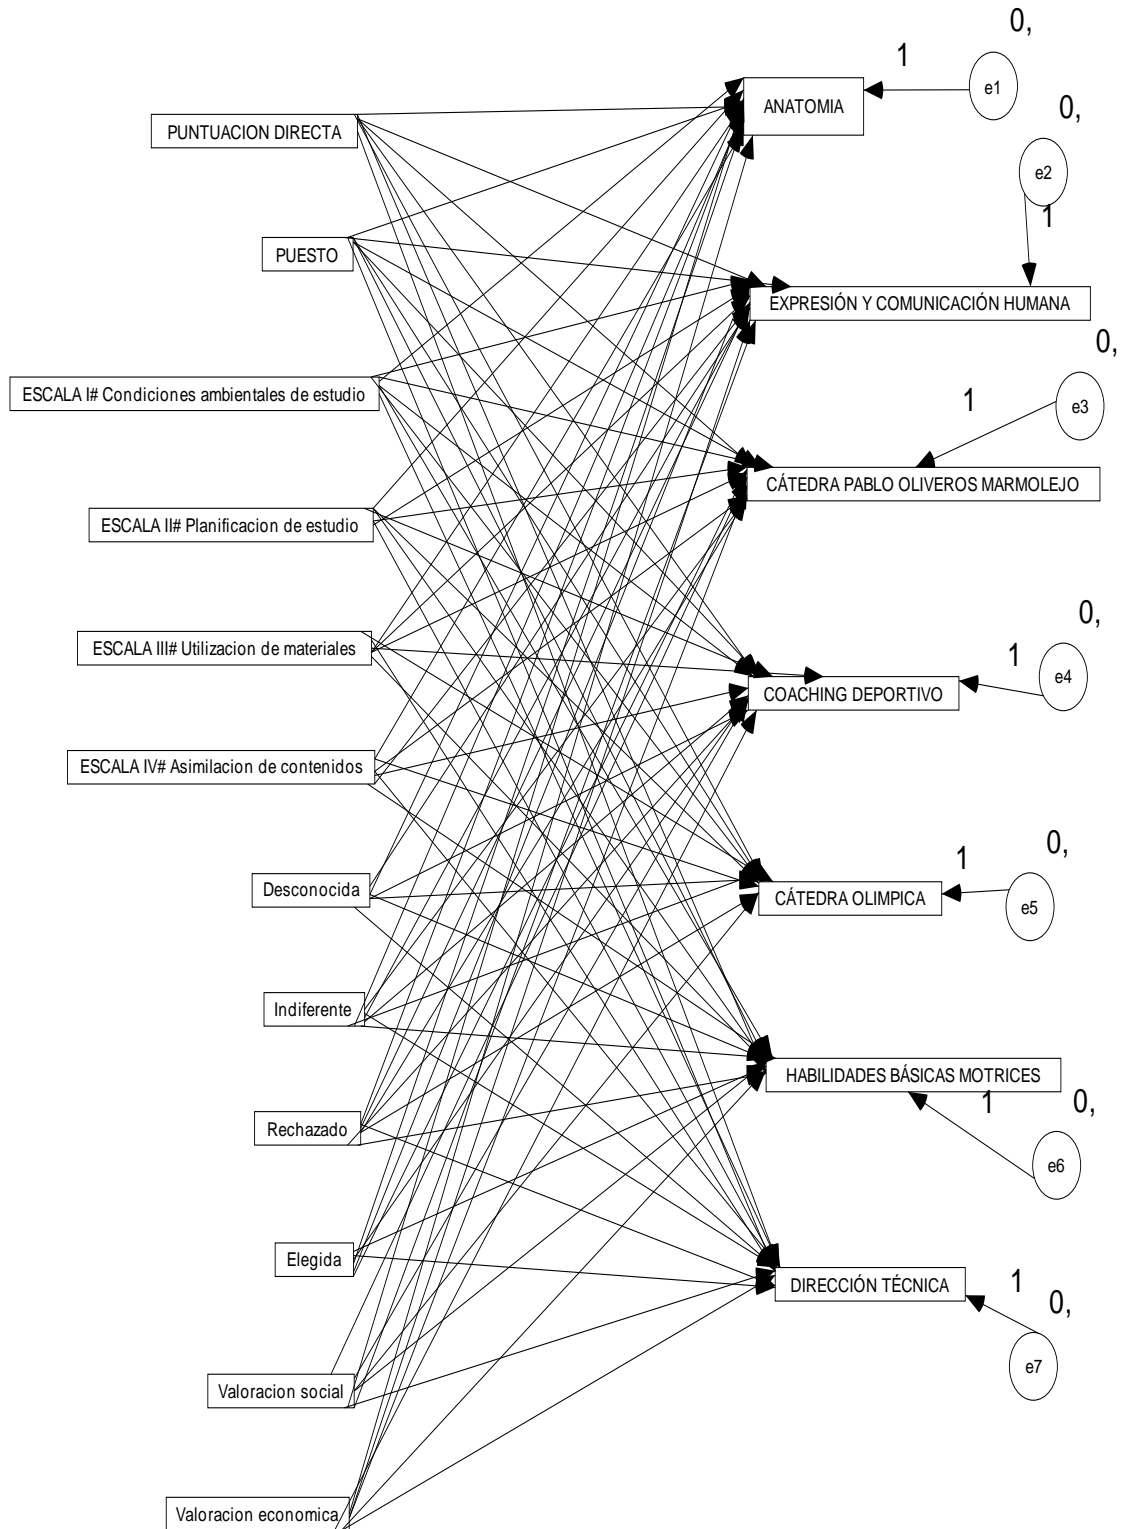 0,
1
e1
ANATOMIA
0,
PUNTUACION DIRECTA
e2
1
PUESTO
EXPRESIÓN Y COMUNICACIÓN HUMANA
0,
ESCALA I# Condiciones ambientales de estudio
1
e3
CÁTEDRA PABLO OLIVEROS MARMOLEJO
ESCALA II# Planificacion de estudio
0,
ESCALA III# Utilizacion de materiales
1
e4
COACHING DEPORTIVO
ESCALA IV# Asimilacion de contenidos
0,
1
Desconocida
CÁTEDRA OLIMPICA
e5
Indiferente
HABILIDADES BÁSICAS MOTRICES
1
0,
Rechazado
e6
Elegida
DIRECCIÓN TÉCNICA
1
0,
e7
Valoracion social
Valoracion economica